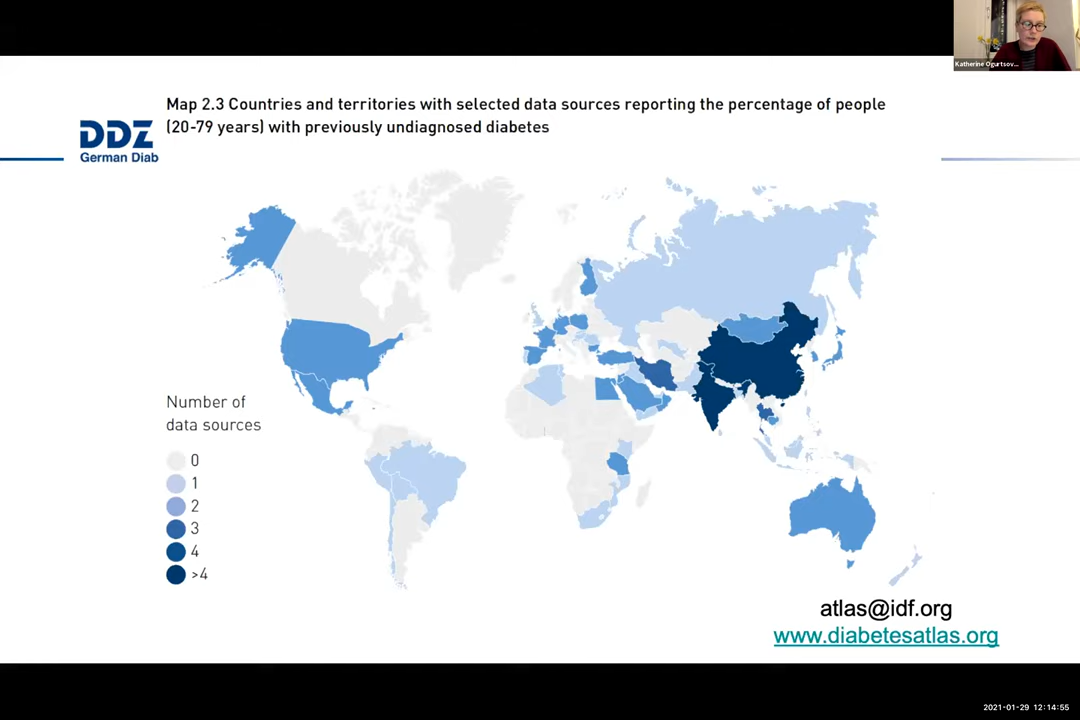 Katherine Ogurtsov...
Map 2.3 Countries and territories with selected data sources reporting the percentage of people
(20-79 years) with previously undiagnosed diabetes
DDZ
German Diab
Number of
data sources
0
1
2
3
4
>4
atlas@idf.org
www.diabetesatlas.org
2021-01-29 12:14:55